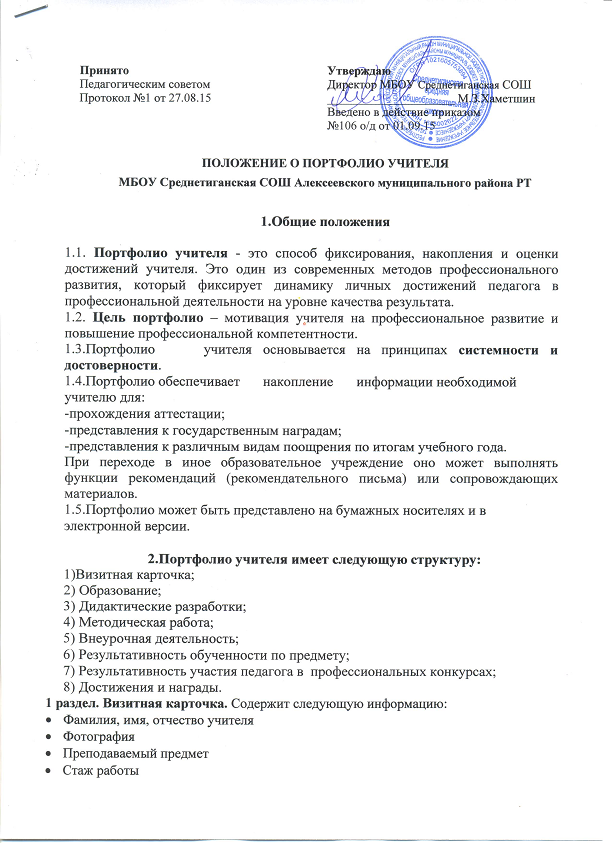 Принято
Педагогическим советом
Протокол №1 от 27.08.15
Утверждаю
Директор МБОУ Среднетиганская СОШ
М.З.Хаметшин
Введено в действие приказом
№106 о/д от 01.09.15
ПОЛОЖЕНИЕ О ПОРТФОЛИО УЧИТЕЛЯ
МБОУ Среднетиганская СОШ Алексеевского муниципального района РТ
1.Общие положения
1.1. Портфолио учителя - это способ фиксирования, накопления и оценки
достижений учителя. Это один из современных методов профессионального
развития, который фиксирует динамику личных достижений педагога в
профессиональной деятельности на уровне качества результата.
1.2. Цель портфолио – мотивация учителя на профессиональное развитие и
повышение профессиональной компетентности.
1.3.Портфолио учителя основывается на принципах системности и
достоверности.
1.4.Портфолио обеспечивает накопление информации необходимой
учителю для:
-прохождения аттестации;
-представления к государственным наградам;
-представления к различным видам поощрения по итогам учебного года.
При переходе в иное образовательное учреждение оно может выполнять
функции рекомендаций (рекомендательного письма) или сопровождающих
материалов.
1.5.Портфолио может быть представлено на бумажных носителях и в
электронной версии.
2.Портфолио учителя имеет следующую структуру:
1)Визитная карточка;
2) Образование;
3) Дидактические разработки;
4) Методическая работа;
5) Внеурочная деятельность;
6) Результативность обученности по предмету;
7) Результативность участия педагога в профессиональных конкурсах;
8) Достижения и награды.
1 раздел. Визитная карточка. Содержит следующую информацию:
• Фамилия, имя, отчество учителя
• Фотография
• Преподаваемый предмет
• Стаж работы